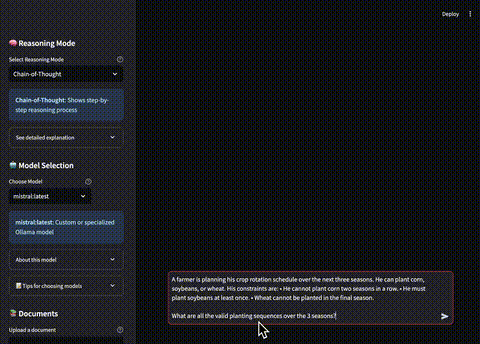 Deploy
🧠 Reasoning Mode
Select Reasoning Mode
Chain-of-Thought
Chain-of-Thought: Shows step-by-
step reasoning process
See detailed explanation
🤖 Model Selection
Choose Model
mistral:latest
mistral:latest: Custom or specialized
Ollama model
About this model
📝 Tips for choosing models
📚 Documents
Upload a document
A farmer is planning his crop rotation schedule over the next three seasons. He can plant corn,
soybeans, or wheat. His constraints are: • He cannot plant corn two seasons in a row. • He must
plant soybeans at least once. • Wheat cannot be planted in the final season.
What are all the valid planting sequences over the 3 seasons?